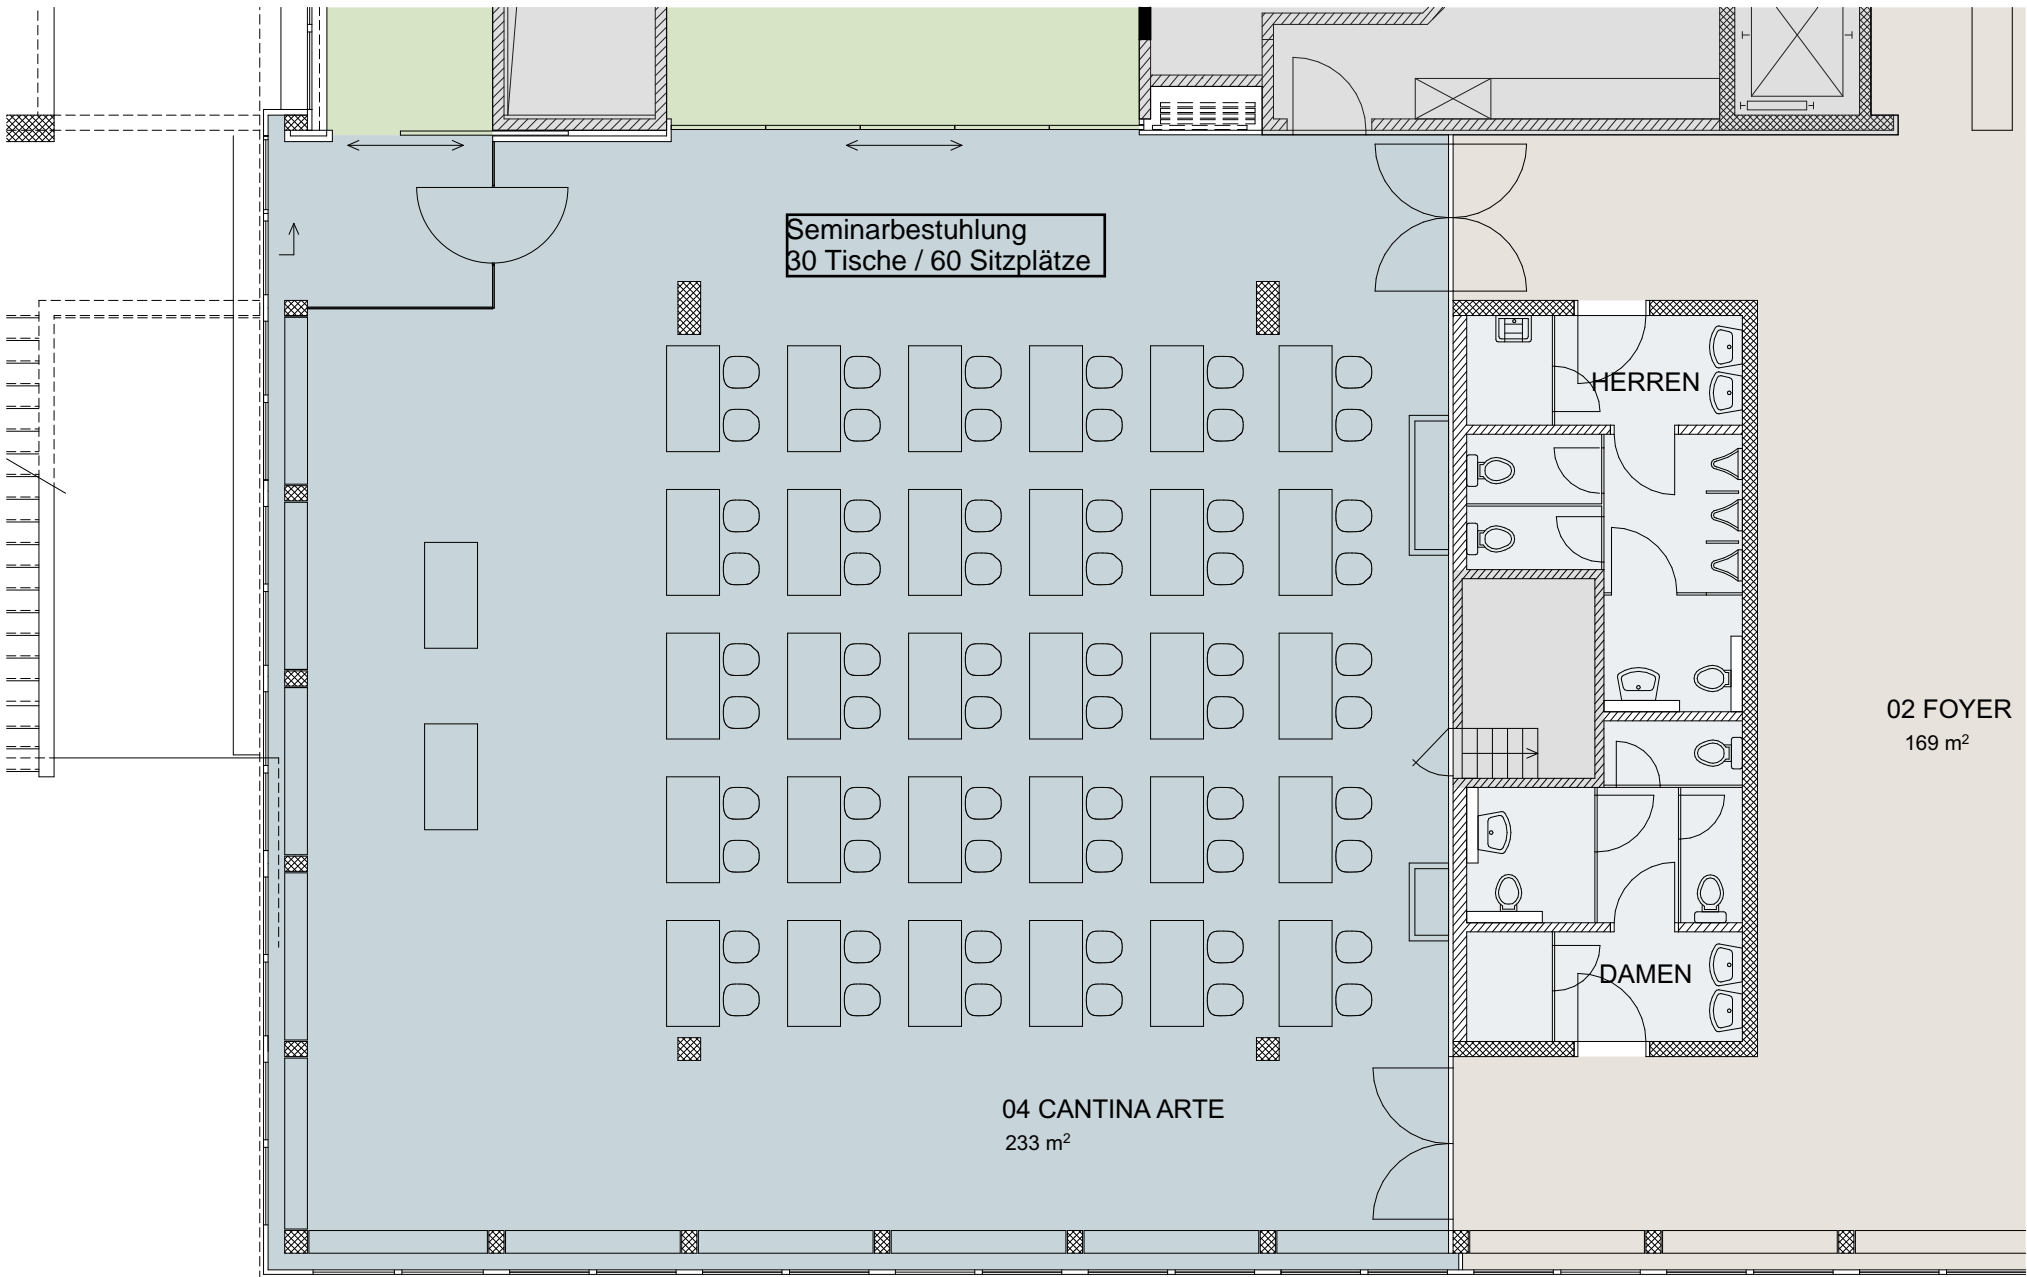 Seminarbestuhlung
30 Tische / 60 Sitzplätze
HERREN
02 FOYER
169 m²
DAMEN
04 CANTINA ARTE
233 m²